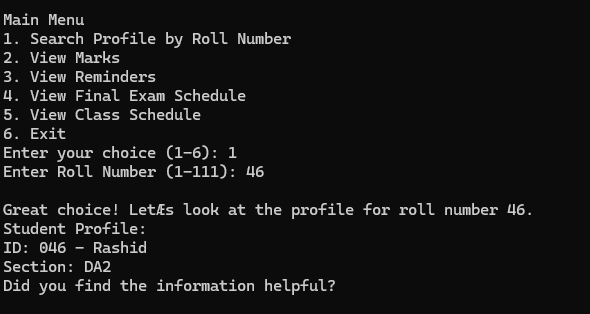 Main Menu
1. Search Profile by Roll Number
2. View Marks
3. View Reminders
4. View Final Exam Schedule
5. View Class Schedule
6. Exit
Enter your choice (1-6): 1
Enter Roll Number (1-111): 46
Great choice! LetÆs look at the profile for roll number 46.
Student Profile:
ID: 046 - Rashid
Section: DA2
Did you find the information helpful?